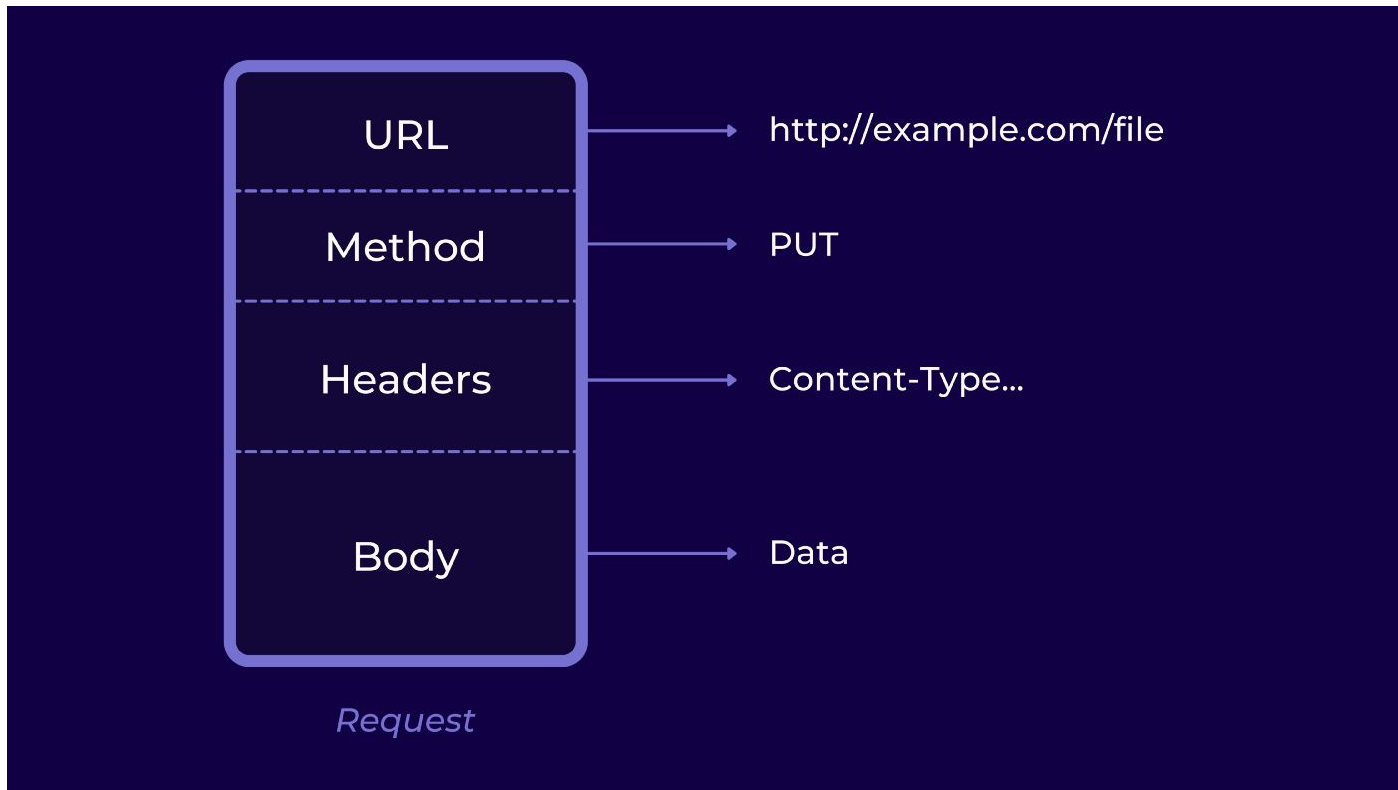 URL
http://example.com/file
Method
PUT
Headers
Content-Type...
Body
Data
Request